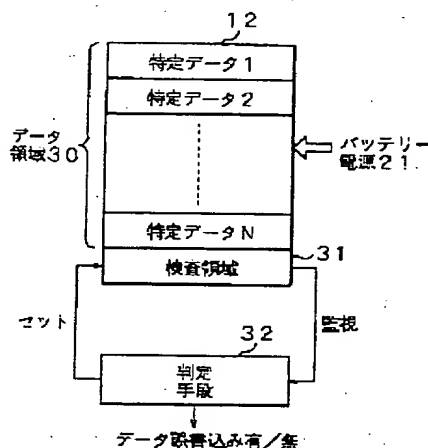 12
特定データ1
特定データ2
データ
領域30
バッテリー
電源21
特定データN
31
検査領域
セット
監視
32
判定
手段
データ誤書込み有/無